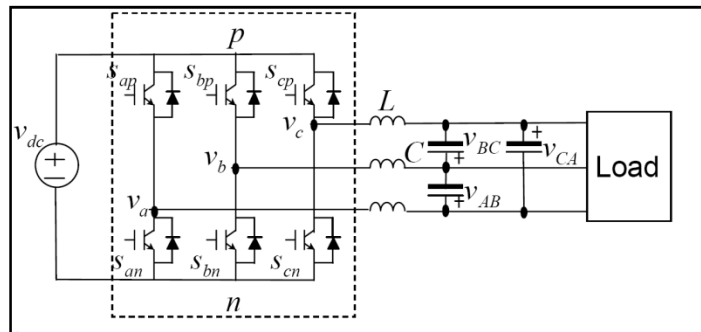 p
s_ap s_bp s_cp
L
v_dc
v_c
C
v_BC
+
v_CA
+
+
Load
v_b
v_a
v_AB
+
s_an s_bn s_cn
n